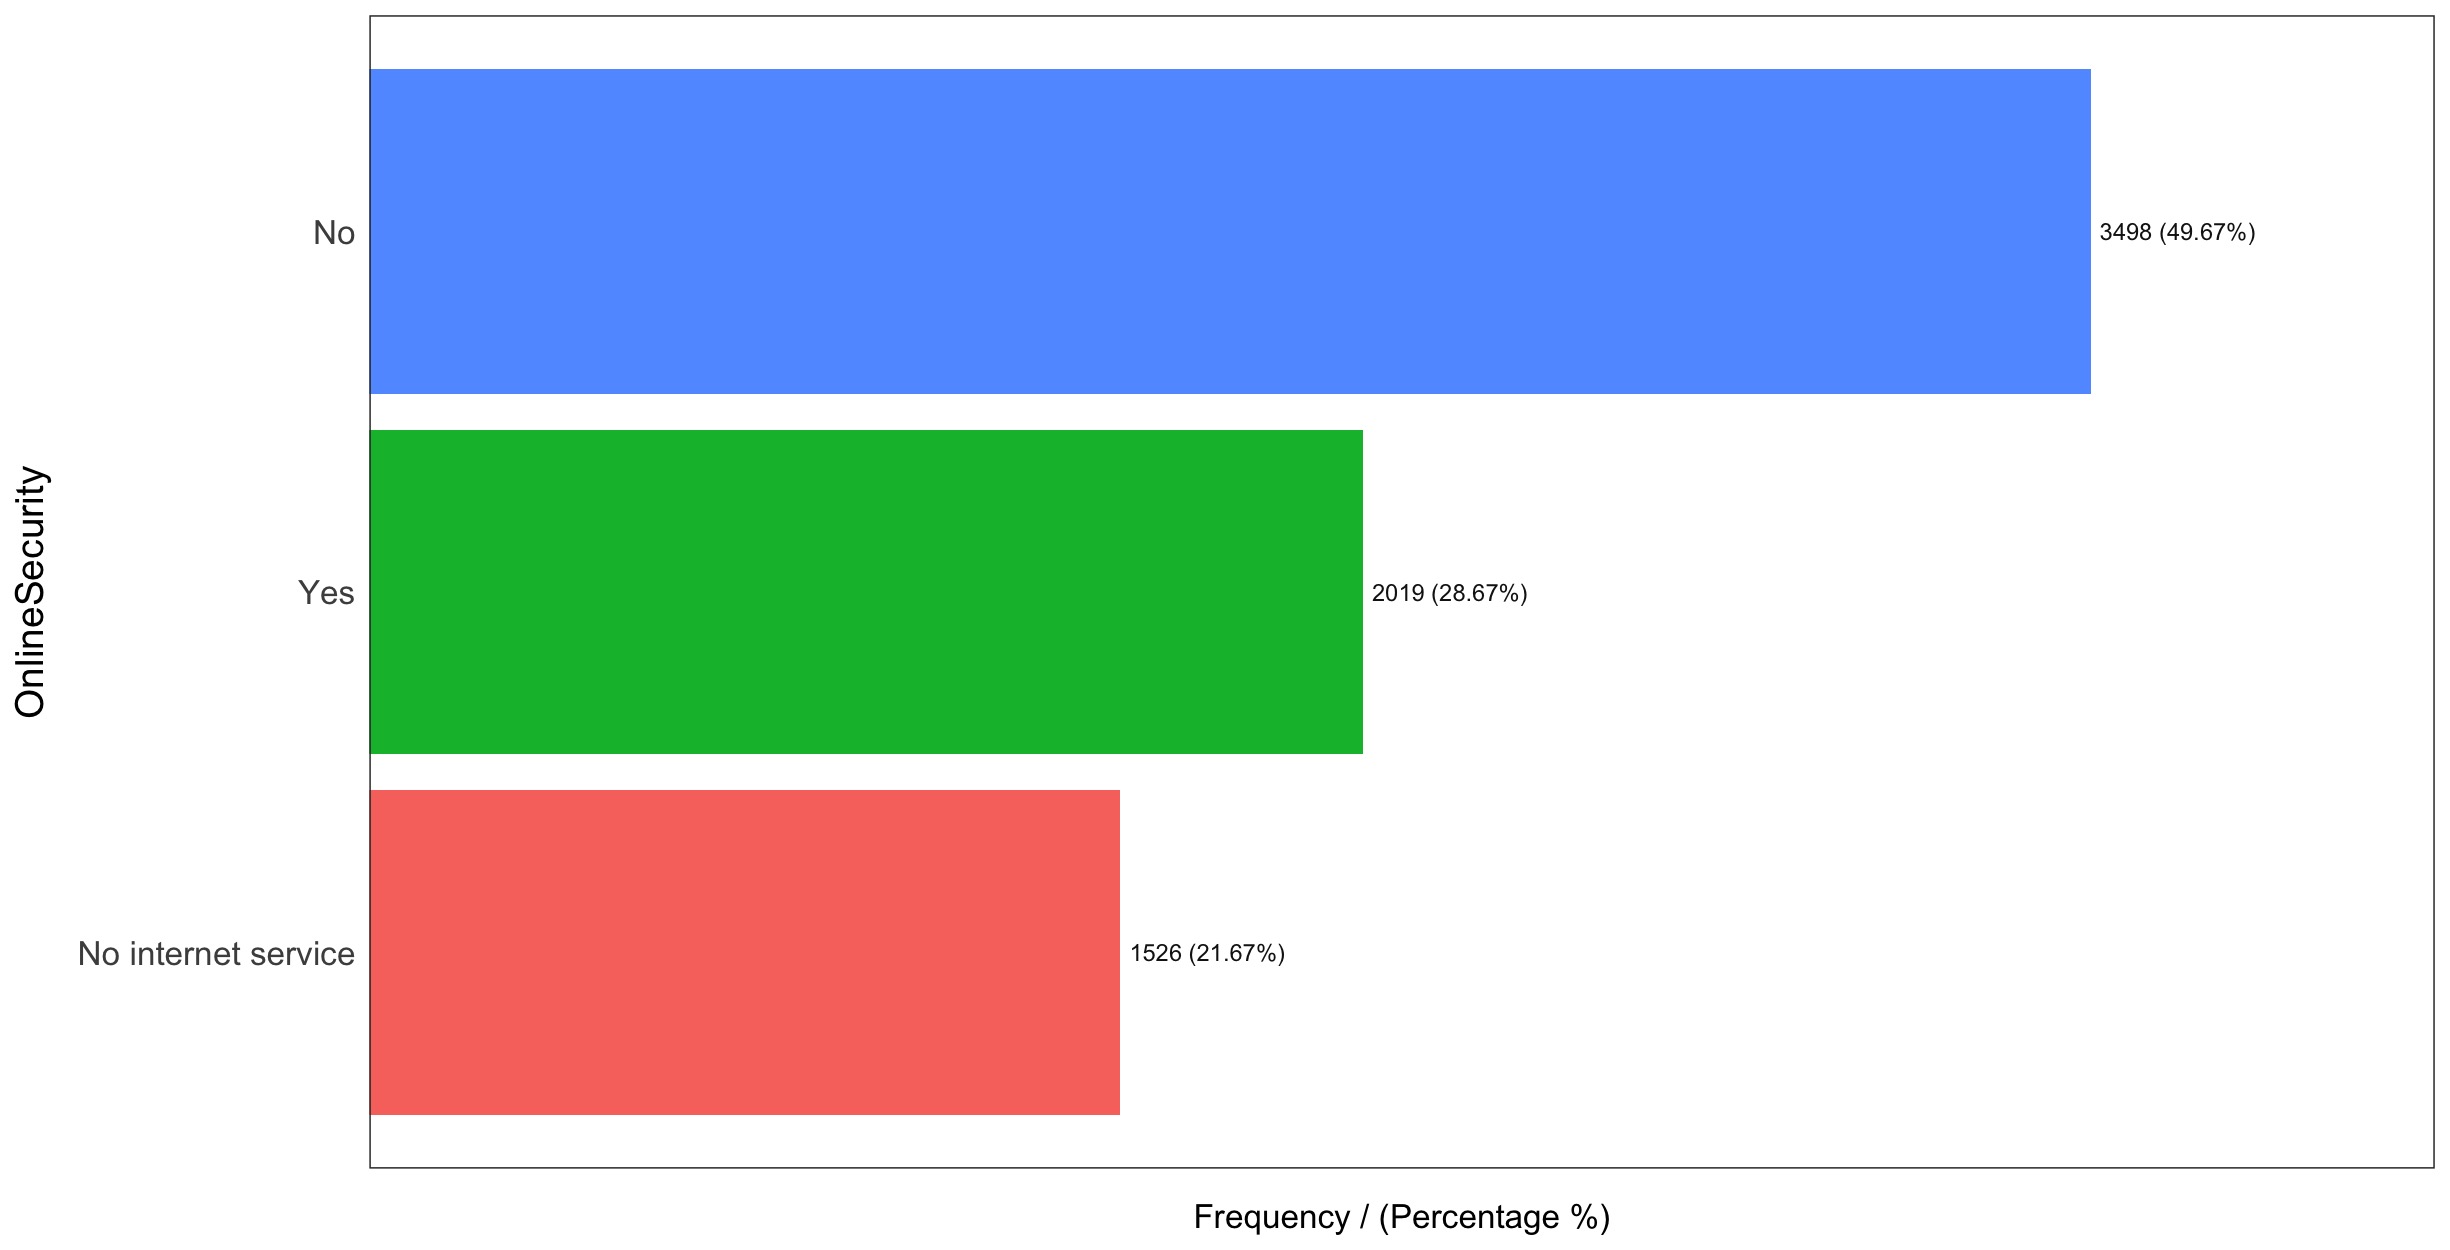 OnlineSecurity
No
3498 (49.67%)
Yes
2019 (28.67%)
No internet service
1526 (21.67%)
Frequency / (Percentage %)